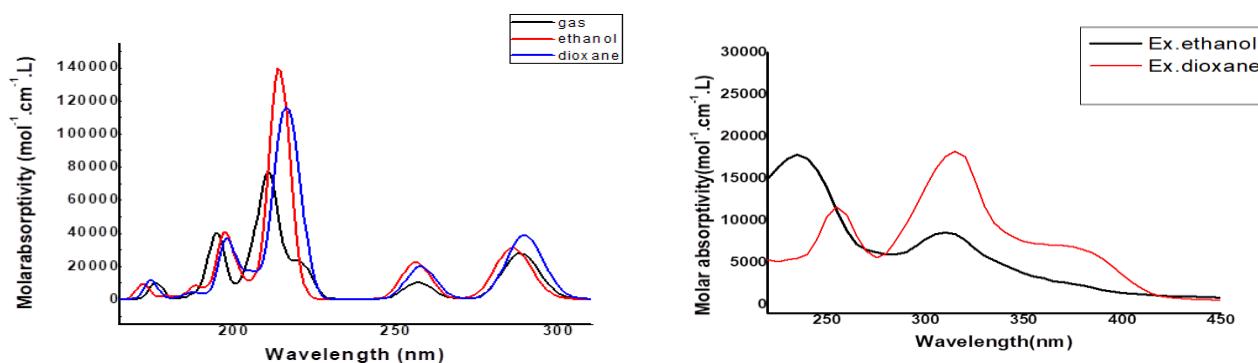 gas
ethanol
dioxane
140000
120000
100000
80000
60000
40000
20000
0
200
250
300
Wavelength (nm)
Molarabsorptivity (mol⁻¹.cm⁻¹.L)
Ex.ethanol
Ex.dioxane
30000
25000
20000
15000
10000
5000
0
250
300
350
400
450
Wavelength(nm)
Molar absorptivity(mol⁻¹.cm⁻¹.L)